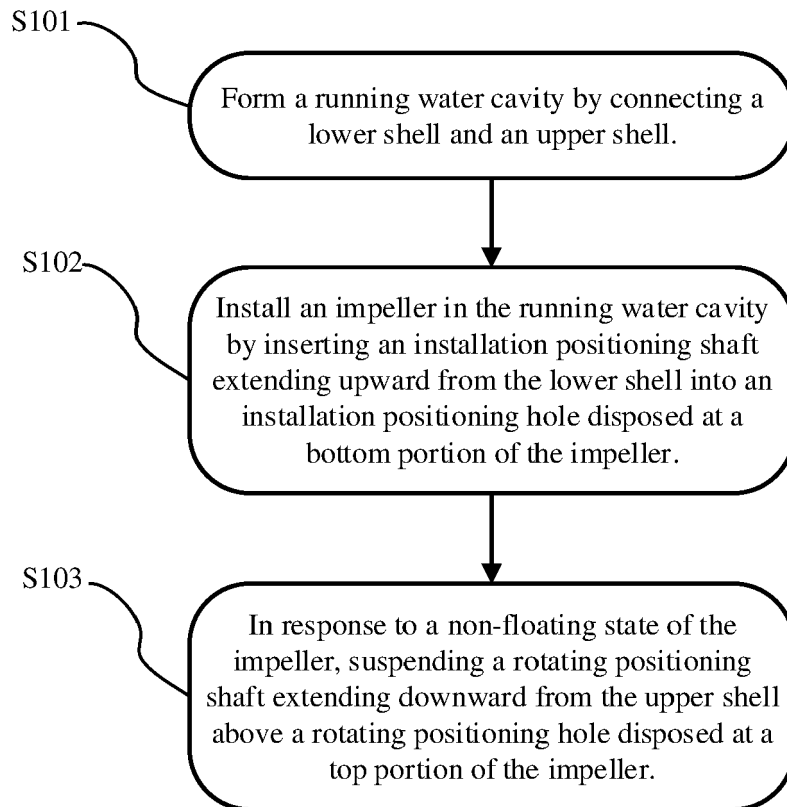 S101
Form a running water cavity by connecting a
lower shell and an upper shell.
S102
Install an impeller in the running water cavity
by inserting an installation positioning shaft
extending upward from the lower shell into an
installation positioning hole disposed at a
bottom portion of the impeller.
S103
In response to a non-floating state of the
impeller, suspending a rotating positioning
shaft extending downward from the upper shell
above a rotating positioning hole disposed at a
top portion of the impeller.